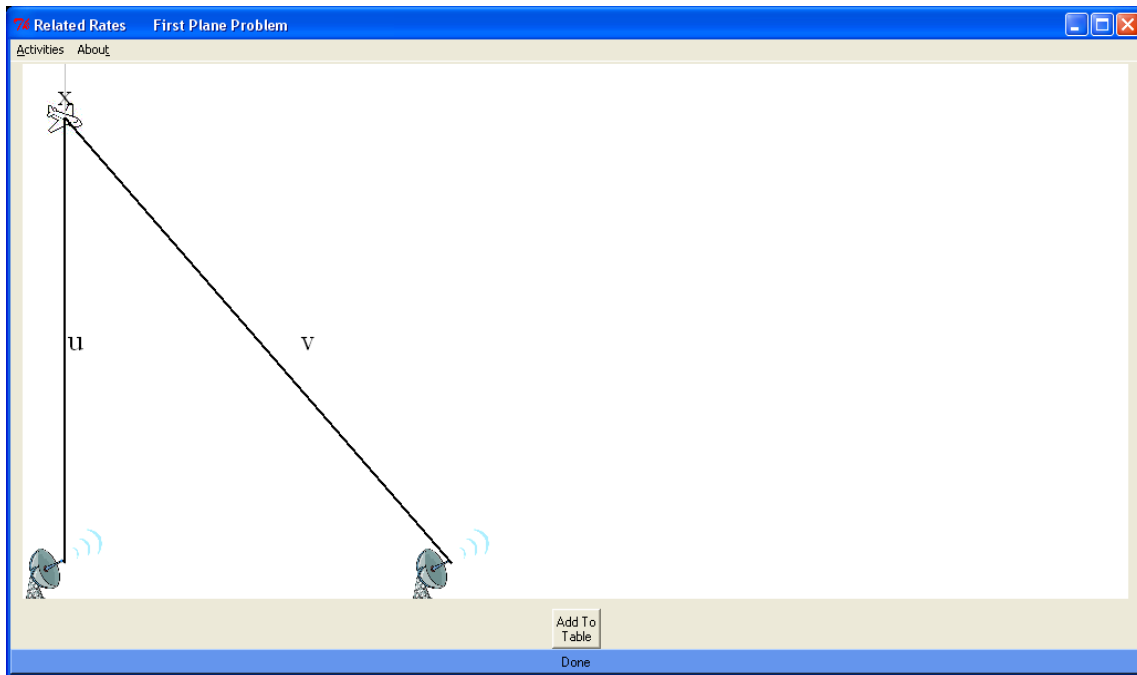 Related Rates First Plane Problem
Activities About
x
u
v
Add To
Table
Done